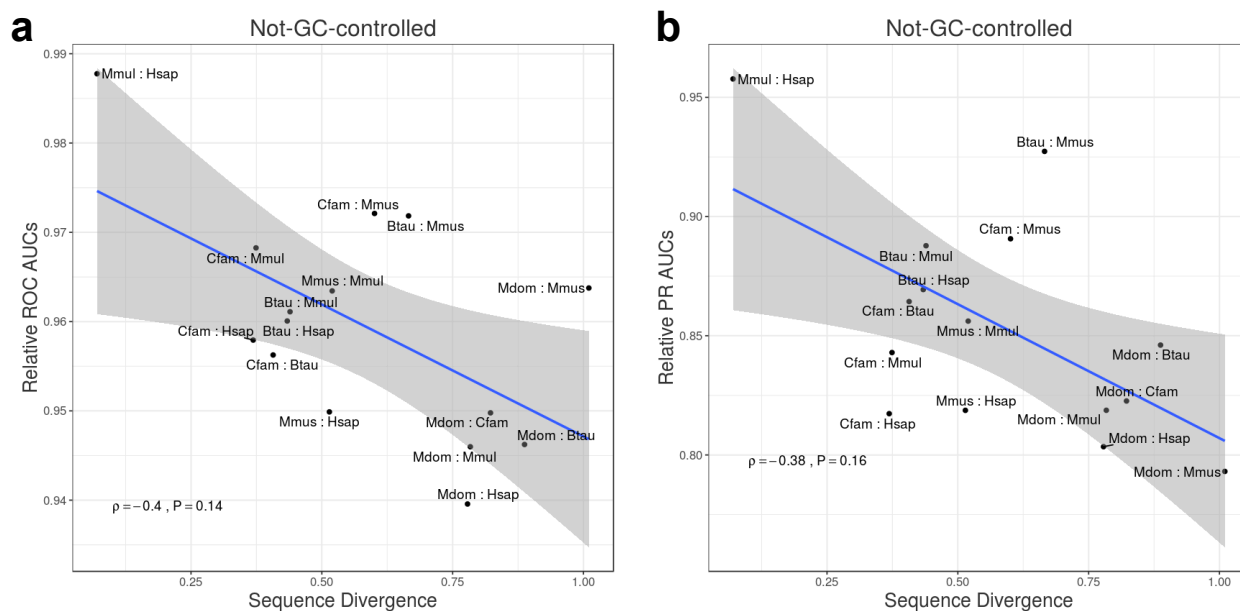 a
Not-GC-controlled
Relative ROC AUCs
0.99
0.98
0.97
0.96
0.95
0.94
Mmul : Hsap
Cfam : Mmus
Btau : Mmus
Cfam : Mmul
Mmus : Mmul
Mdom : Mmus
Btau : Mmul
Cfam : Hsap
Btau : Hsap
Cfam : Btau
Mmus : Hsap
Mdom : Cfam
Mdom : Btau
Mdom : Mmul
Mdom : Hsap
ρ = −0.4 , P = 0.14
0.25
0.50
0.75
1.00
Sequence Divergence
b
Not-GC-controlled
Relative PR AUCs
0.95
0.90
0.85
0.80
Mmul : Hsap
Btau : Mmus
Cfam : Mmus
Btau : Mmul
Btau : Hsap
Cfam : Btau
Mmus : Mmul
Cfam : Mmul
Mdom : Btau
Mdom : Cfam
Mmus : Hsap
Cfam : Hsap
Mdom : Mmul
Mdom : Hsap
Mdom : Mmus
ρ = −0.38 , P = 0.16
0.25
0.50
0.75
1.00
Sequence Divergence